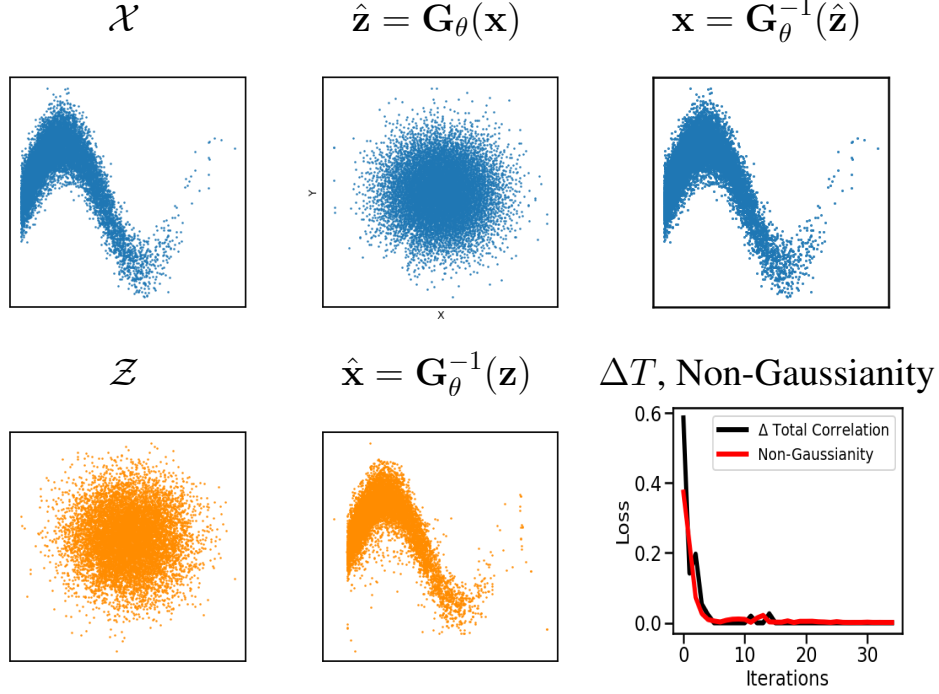 𝒳
ẑ = G_θ(x)
x = G_θ^{-1}(ẑ)
Y
X
𝒵
x̂ = G_θ^{-1}(z)
ΔT, Non-Gaussianity
0.6
0.4
0.2
0.0
Loss
Δ Total Correlation
Non-Gaussianity
0 10 20 30
Iterations